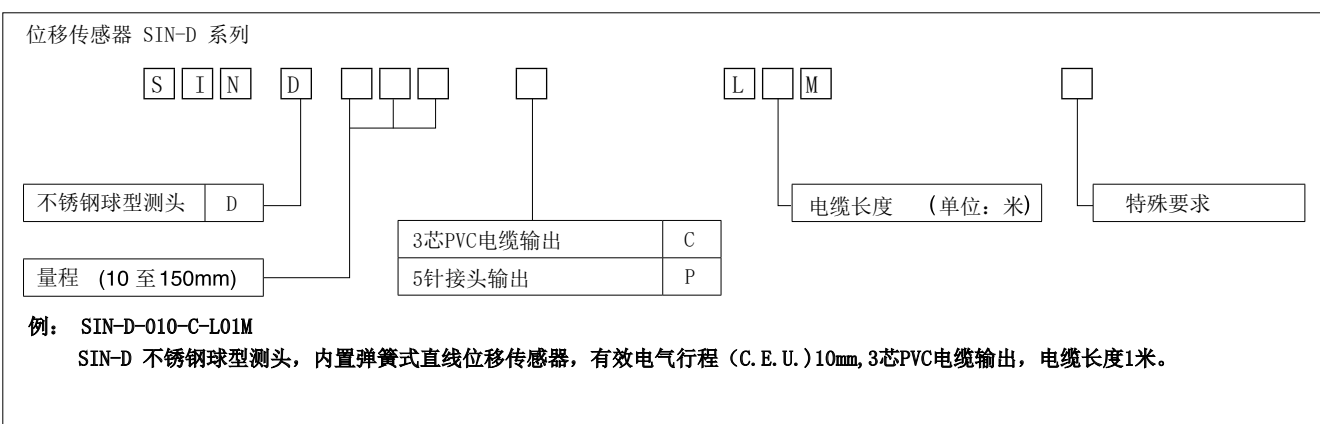 位移传感器 SIN-D 系列
S I N D L M
不锈钢球型测头 D
电缆长度 (单位：米)
特殊要求
3芯PVC电缆输出 C
量程 (10 至150mm)
5针接头输出 P
例： SIN-D-010-C-L01M
SIN-D 不锈钢球型测头，内置弹簧式直线位移传感器，有效电气行程（C.E.U.)10mm,3芯PVC电缆输出，电缆长度1米。